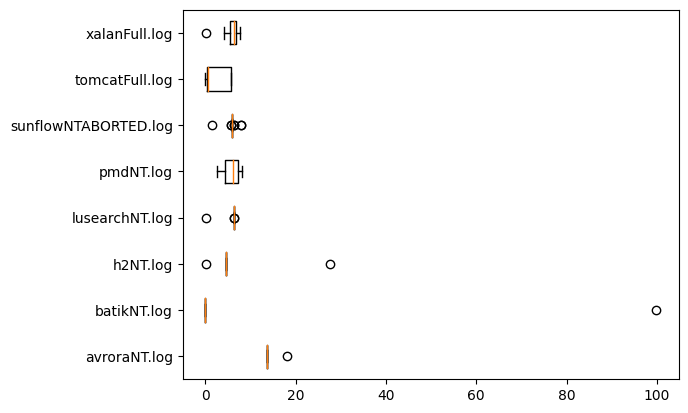 xalanFull.log
tomcatFull.log
sunflowNTABORTED.log
pmdNT.log
lusearchNT.log
h2NT.log
batikNT.log
avroraNT.log
0 20 40 60 80 100